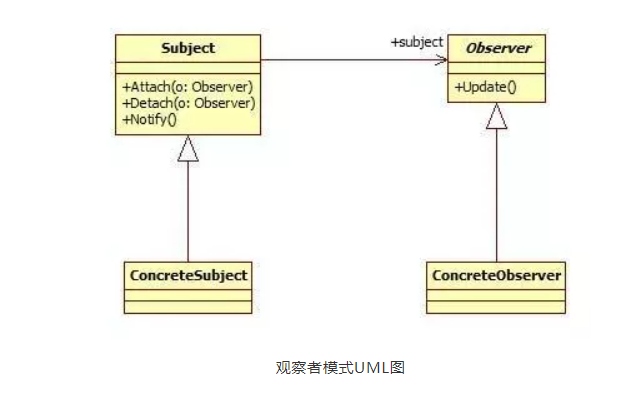 Subject
+Attach(o: Observer)
+Detach(o: Observer)
+Notify()
+subject
Observer
+Update()
ConcreteSubject
ConcreteObserver
观察者模式UML图